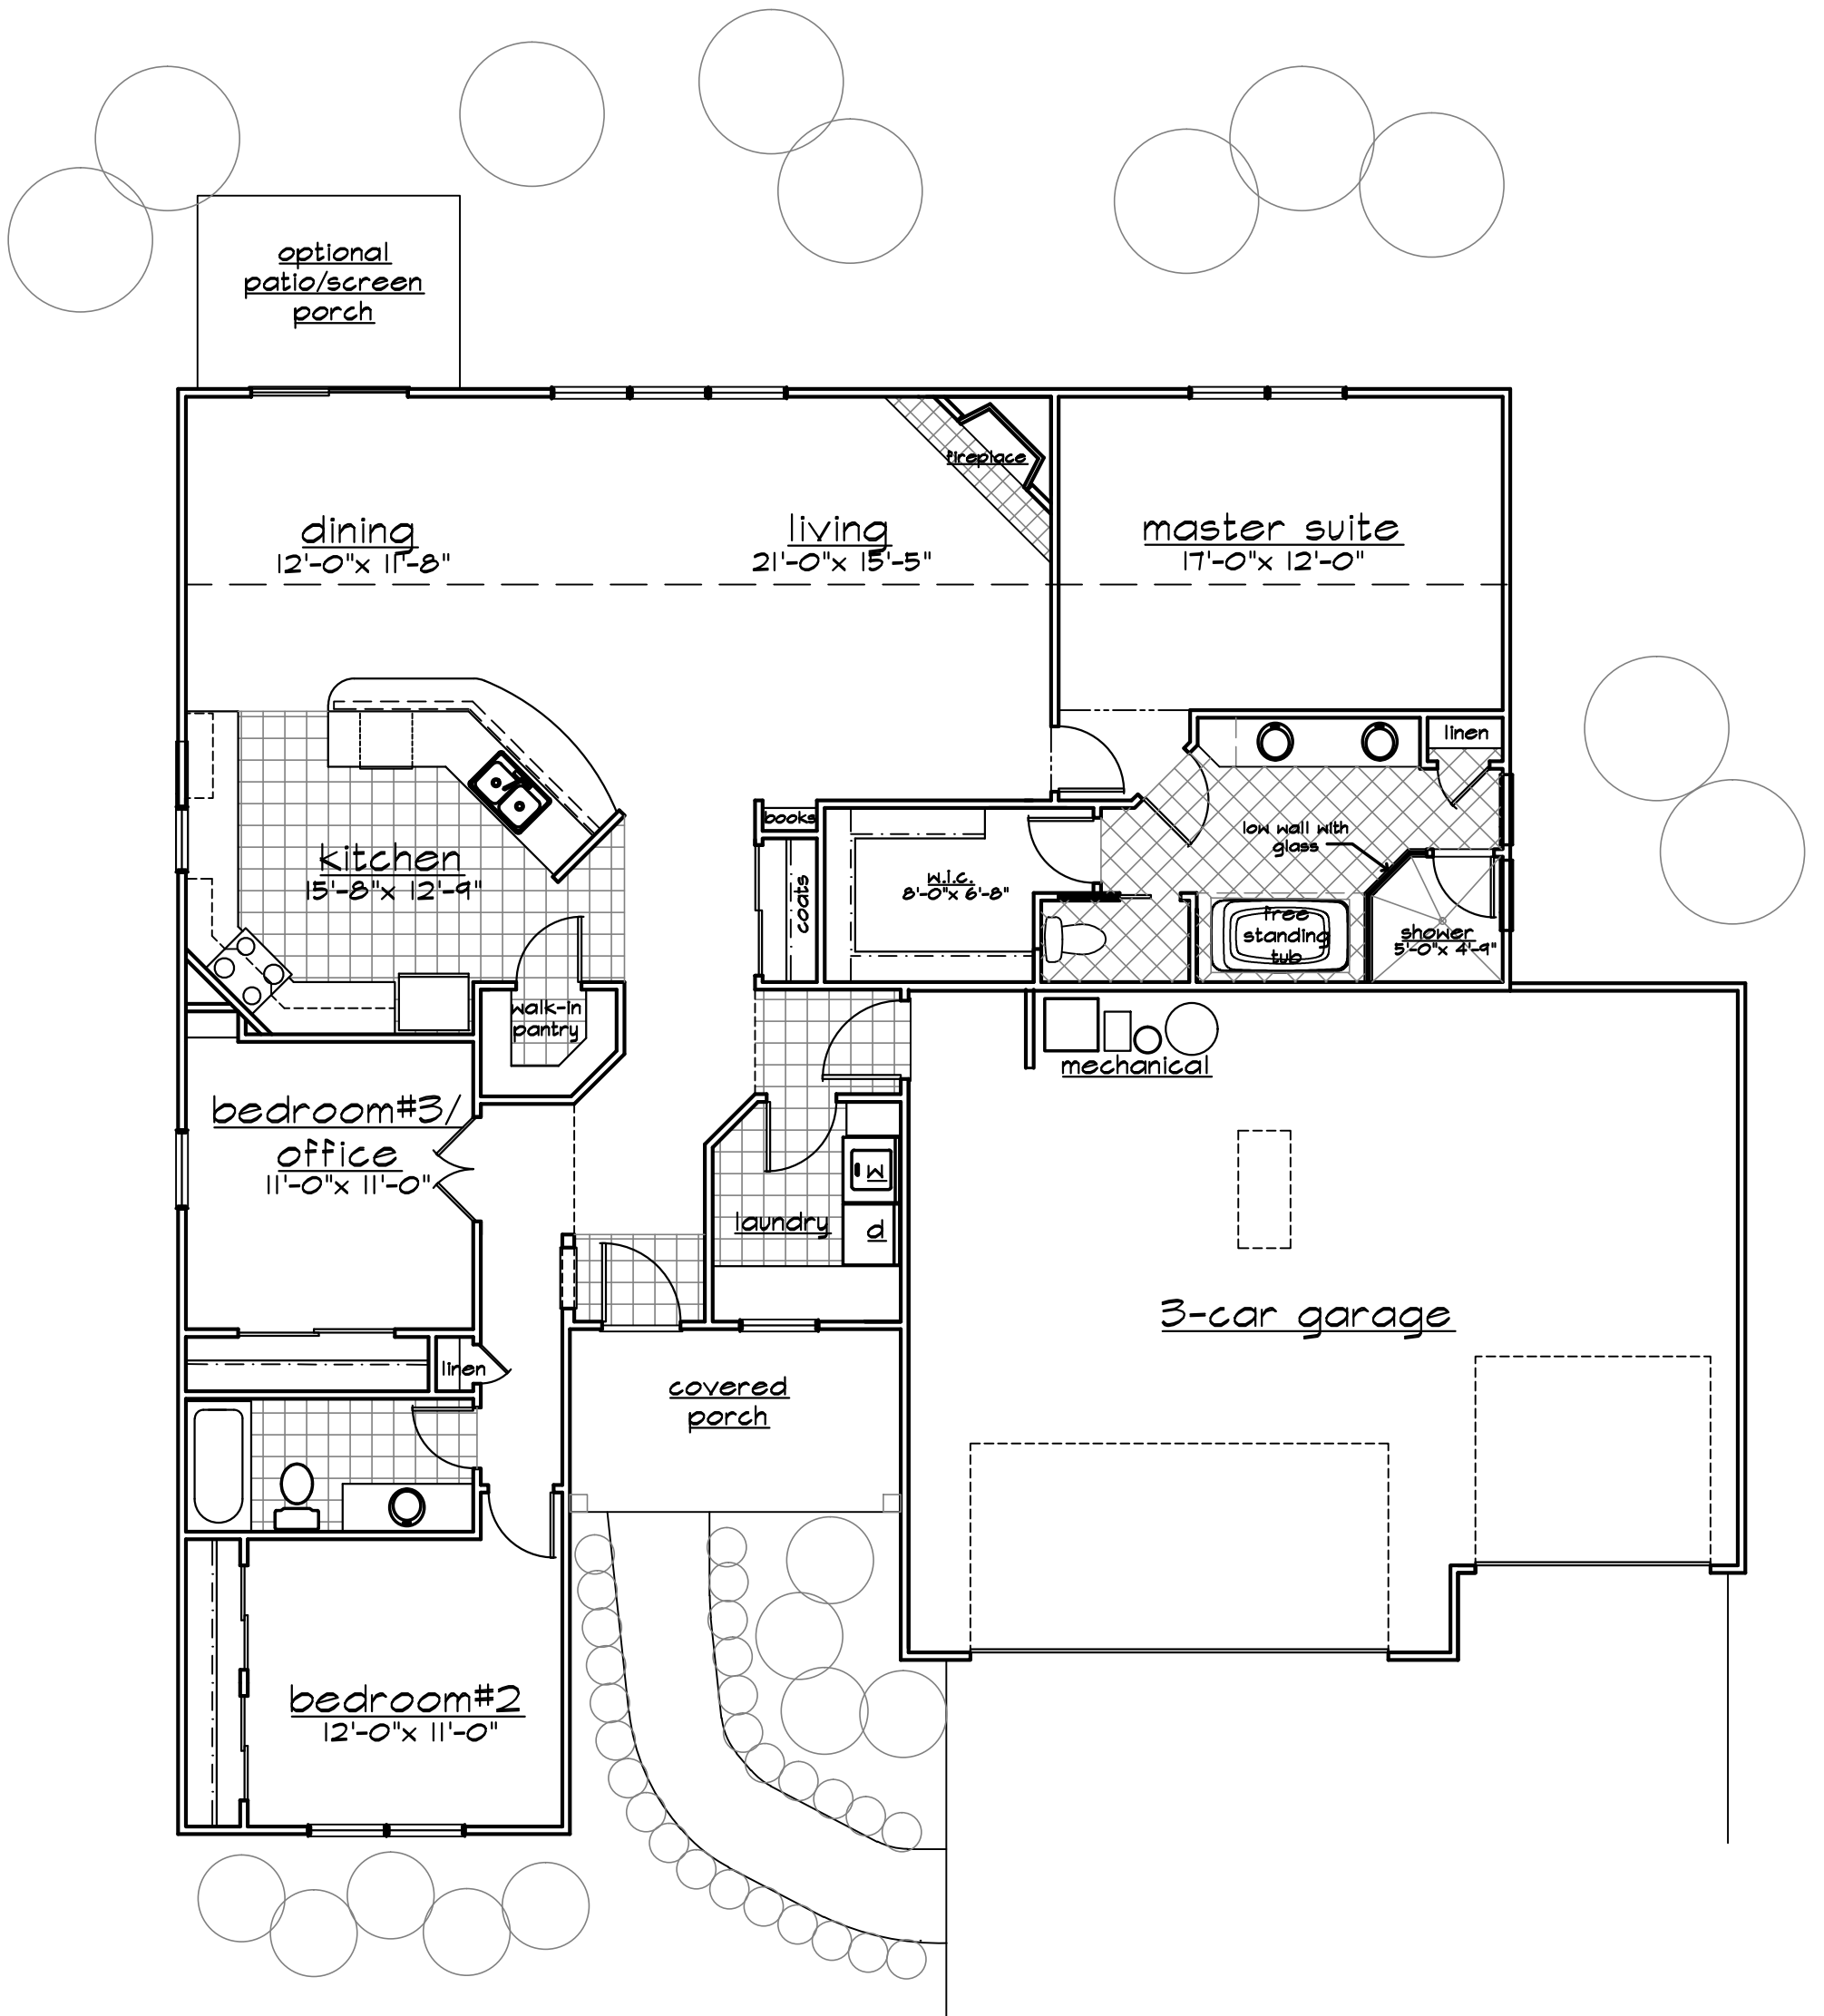 optional
patio/screen
porch
fireplace
dining
12'-0"x 11'-8"
living
21'-0"x 15'-5"
master suite
17'-0"x 12'-0"
linen
books
low wall with
glass
kitchen
15'-8"x 12'-9"
coats
w.i.c.
8'-0"x 6'-8"
free
standing
tub
shower
5'-0"x 4'-9"
walk-in
pantry
mechanical
bedroom#3/
office
11'-0"x 11'-0"
w
laundry
d
3-car garage
linen
covered
porch
bedroom#2
12'-0"x 11'-0"